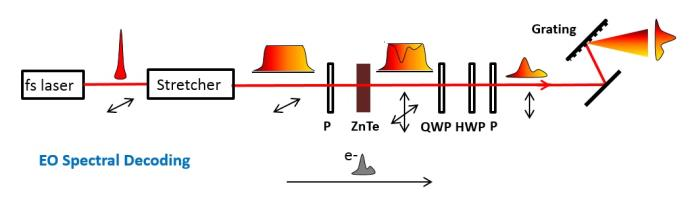 Grating
fs laser
Stretcher
P
ZnTe
QWP HWP P
EO Spectral Decoding
e-